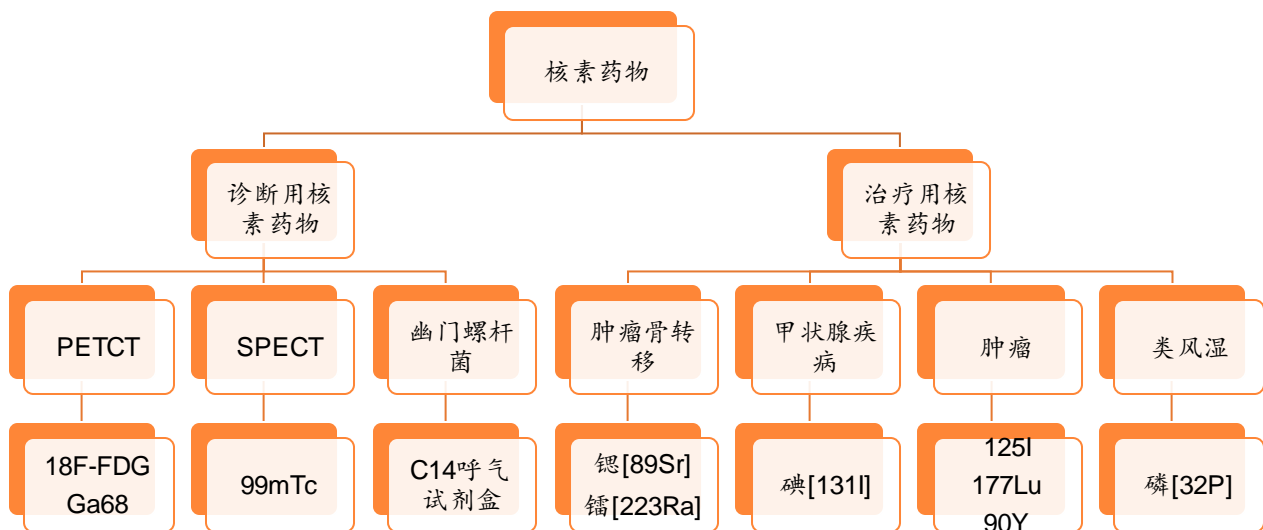 核素药物
诊断用核
素药物
治疗用核
素药物
PETCT
SPECT
幽门螺杆
菌
肿瘤骨转
移
甲状腺疾
病
肿瘤
类风湿
18F-FDG
Ga68
99mTc
C14呼气
试剂盒
锶[89Sr]
镭[223Ra]
碘[131I]
125I
177Lu
90Y
磷[32P]